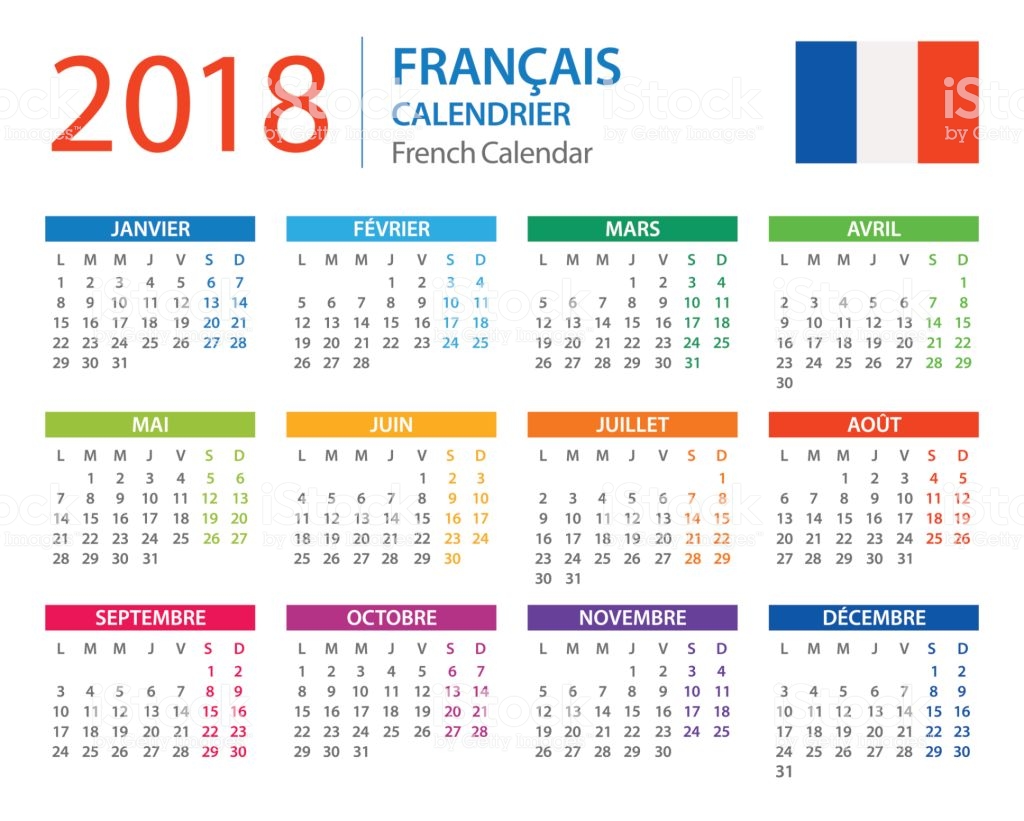 2018
FRANÇAIS
CALENDRIER
French Calendar
iStock
by Getty Images™
JANVIER
L M M J V S D
1 2 3 4 5 6 7
8 9 10 11 12 13 14
15 16 17 18 19 20 21
22 23 24 25 26 27 28
29 30 31
FÉVRIER
L M M J V S D
1 2 3 4
5 6 7 8 9 10 11
12 13 14 15 16 17 18
19 20 21 22 23 24 25
26 27 28
MARS
L M M J V S D
1 2 3 4
5 6 7 8 9 10 11
12 13 14 15 16 17 18
19 20 21 22 23 24 25
26 27 28 29 30 31
AVRIL
L M M J V S D
1
2 3 4 5 6 7 8
9 10 11 12 13 14 15
16 17 18 19 20 21 22
23 24 25 26 27 28 29
30
MAI
L M M J V S D
1 2 3 4 5 6
7 8 9 10 11 12 13
14 15 16 17 18 19 20
21 22 23 24 25 26 27
28 29 30 31
JUIN
L M M J V S D
1 2 3
4 5 6 7 8 9 10
11 12 13 14 15 16 17
18 19 20 21 22 23 24
25 26 27 28 29 30
JUILLET
L M M J V S D
1
2 3 4 5 6 7 8
9 10 11 12 13 14 15
16 17 18 19 20 21 22
23 24 25 26 27 28 29
30 31
AOÛT
L M M J V S D
1 2 3 4 5
6 7 8 9 10 11 12
13 14 15 16 17 18 19
20 21 22 23 24 25 26
27 28 29 30 31
SEPTEMBRE
L M M J V S D
1 2
3 4 5 6 7 8 9
10 11 12 13 14 15 16
17 18 19 20 21 22 23
24 25 26 27 28 29 30
OCTOBRE
L M M J V S D
1 2 3 4 5 6 7
8 9 10 11 12 13 14
15 16 17 18 19 20 21
22 23 24 25 26 27 28
29 30 31
NOVEMBRE
L M M J V S D
1 2 3 4
5 6 7 8 9 10 11
12 13 14 15 16 17 18
19 20 21 22 23 24 25
26 27 28 29 30
DÉCEMBRE
L M M J V S D
1 2
3 4 5 6 7 8 9
10 11 12 13 14 15 16
17 18 19 20 21 22 23
24 25 26 27 28 29 30
31